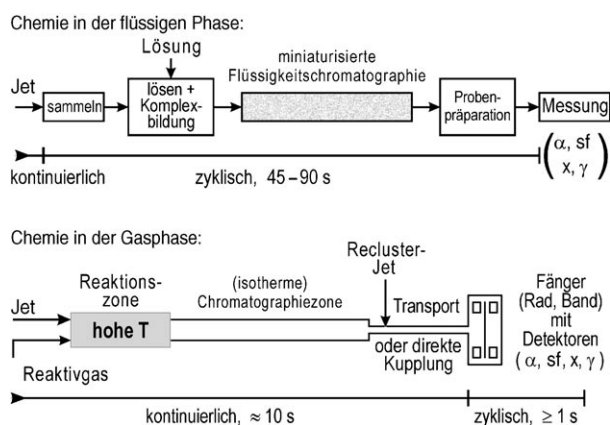 Chemie in der flüssigen Phase:
Lösung
Jet
sammeln
lösen +
Komplex-
bildung
miniaturisierte
Flüssigkeitschromatographie
Proben-
präparation
Messung
(α, sf
x, γ)
kontinuierlich
zyklisch, 45–90 s
Chemie in der Gasphase:
Jet
Reaktions-
zone
hohe T
Reaktivgas
(isotherme)
Chromatographiezone
Recluster-
Jet
Transport
oder direkte
Kupplung
Fänger
(Rad, Band)
mit
Detektoren
(α, sf, x, γ)
kontinuierlich, ≈10 s
zyklisch, ≥ 1 s